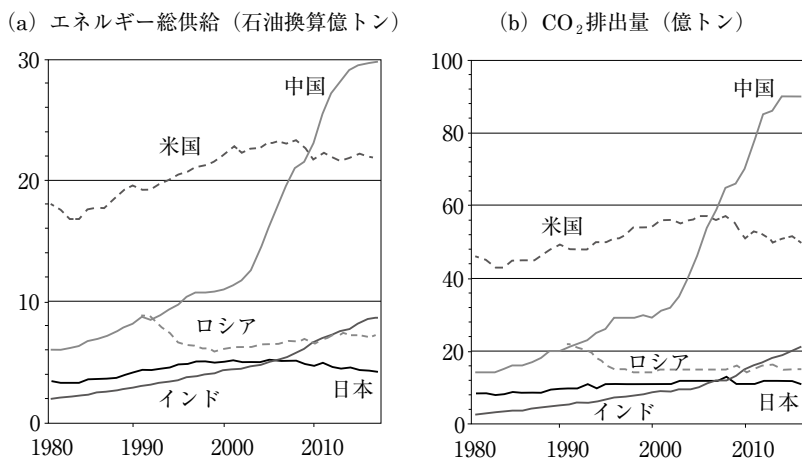 (a) エネルギー総供給（石油換算億トン）
30
20
10
0
1980 1990 2000 2010
中国
米国
ロシア
インド
日本
(b) CO₂排出量（億トン）
100
80
60
40
20
0
1980 1990 2000 2010
中国
米国
ロシア
インド
日本